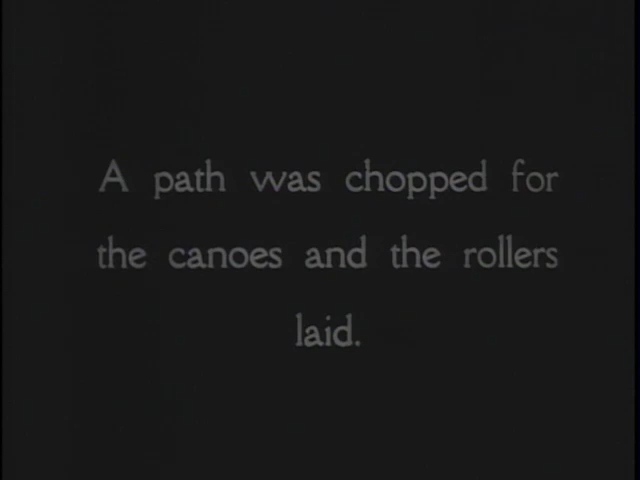 A path was chopped for
the canoes and the rollers
laid.